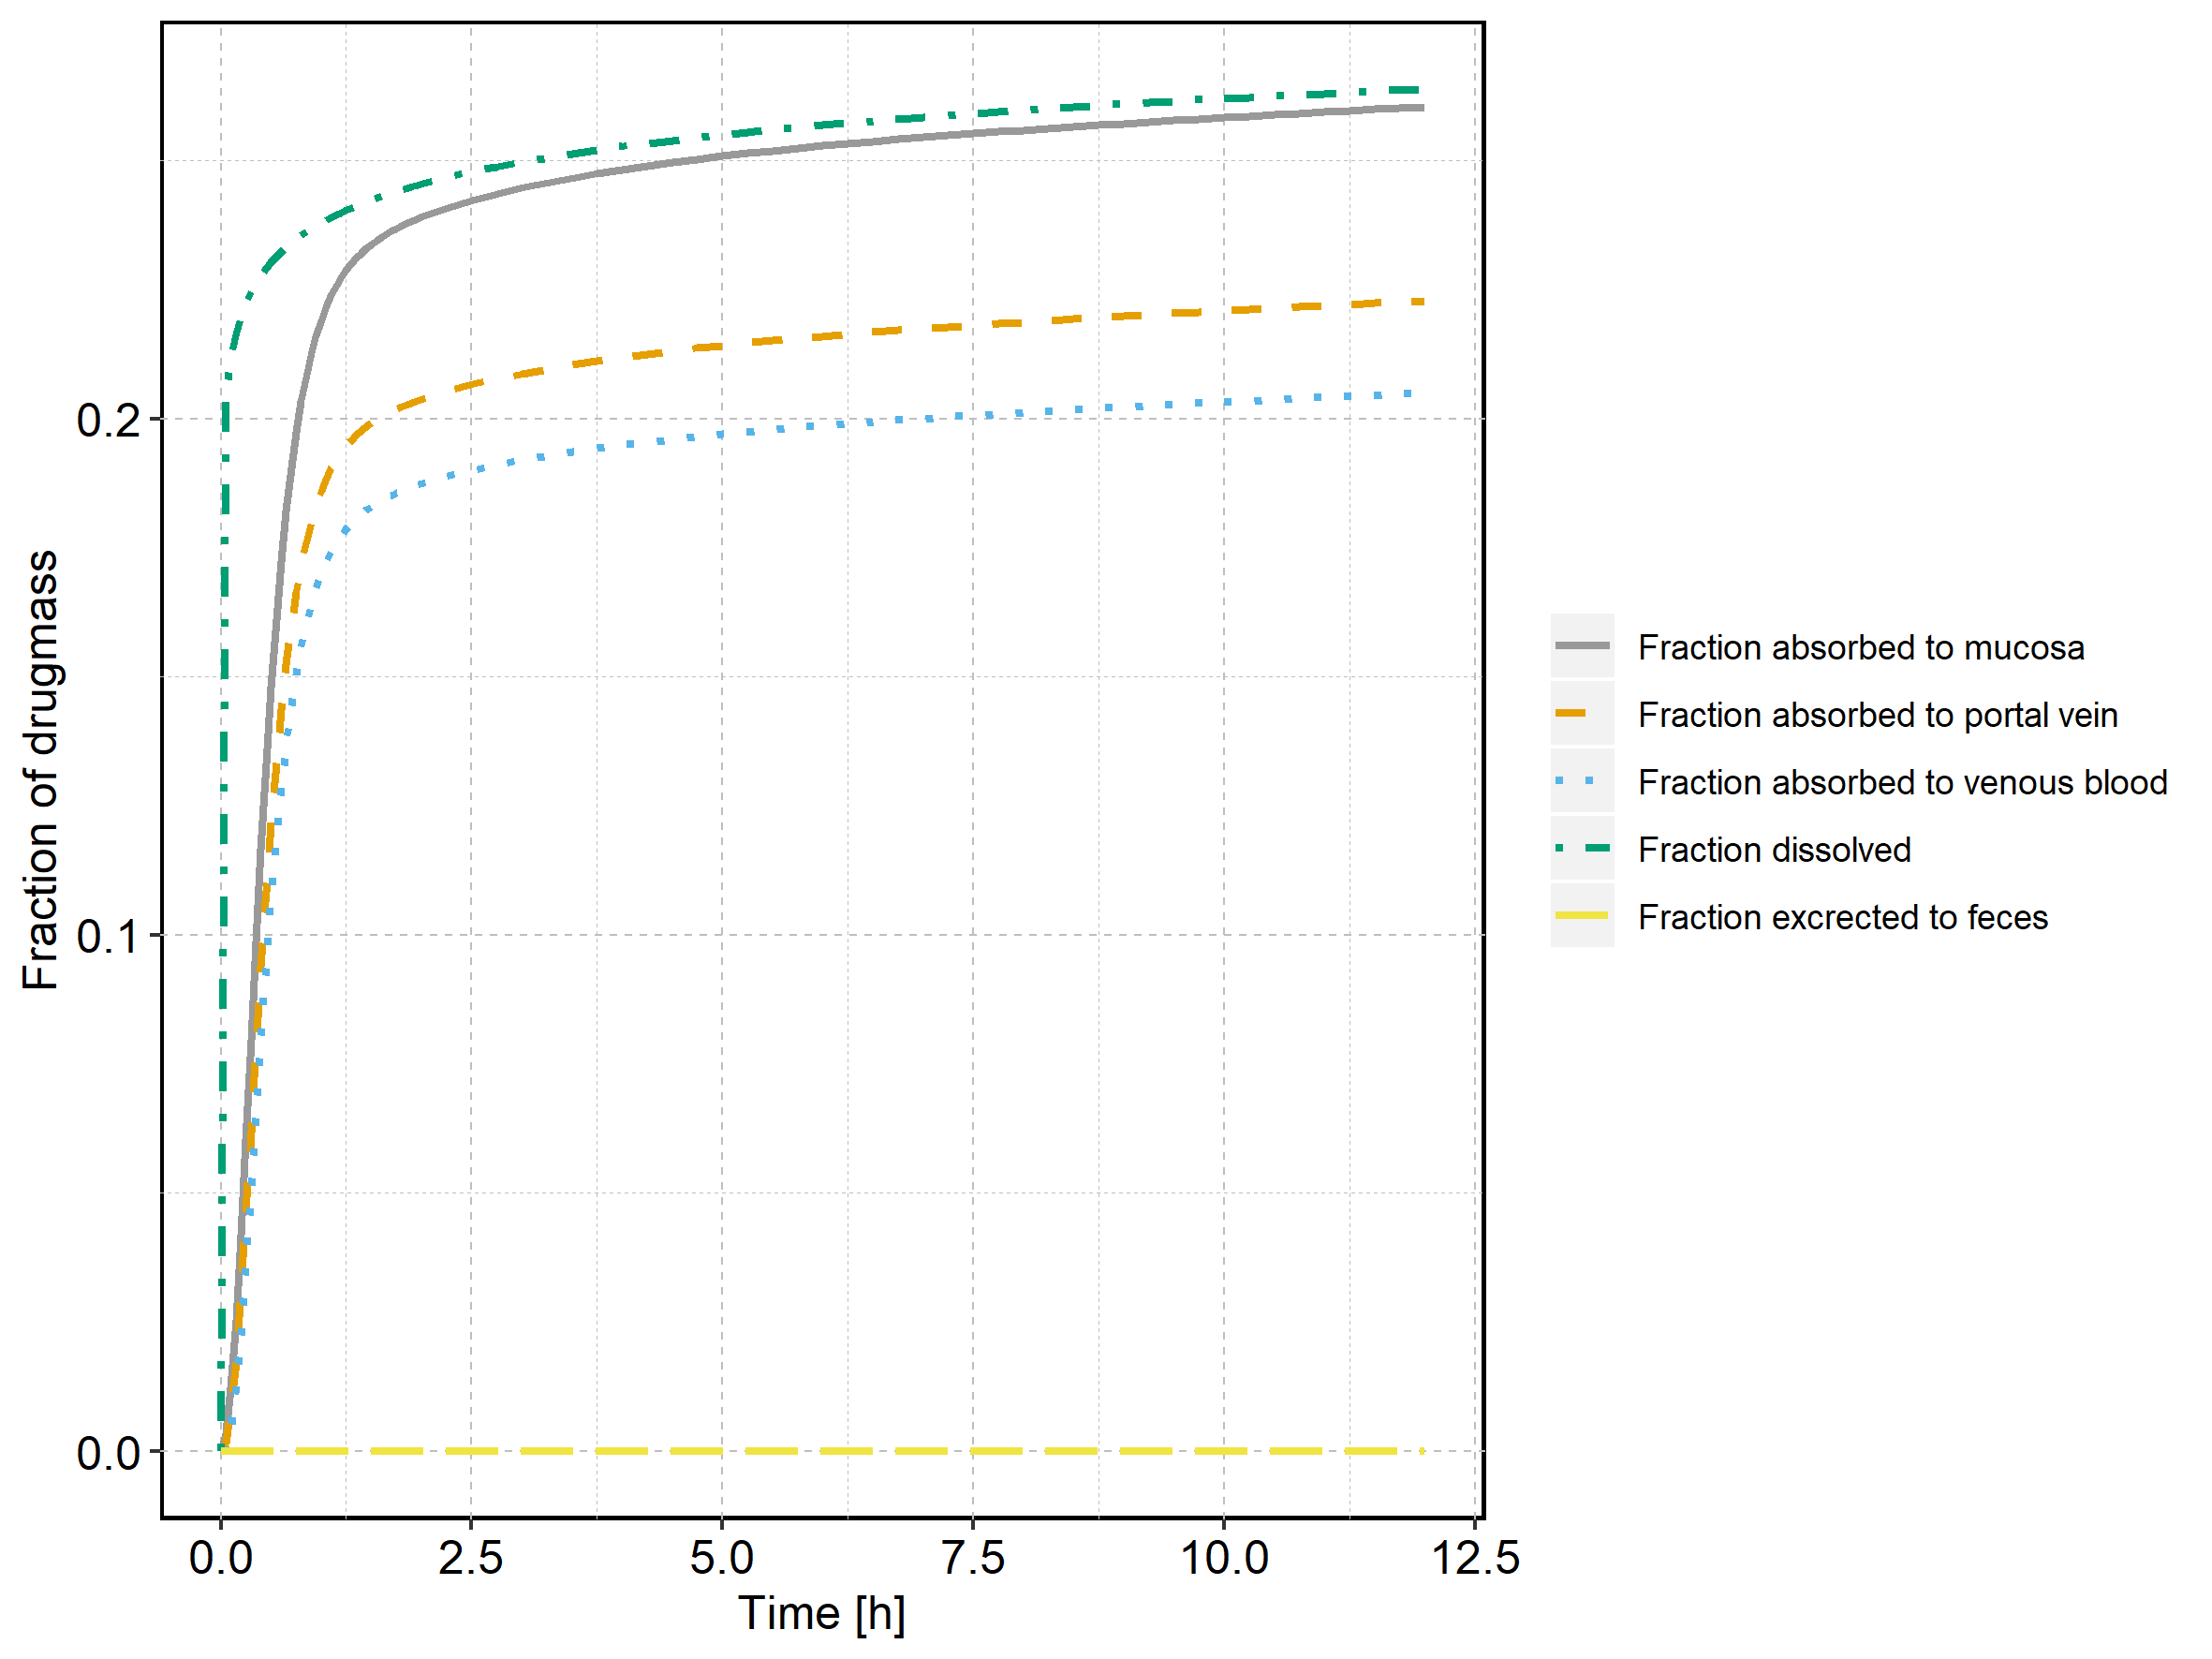 Fraction of drugmass
0.2
0.1
0.0
0.0 2.5 5.0 7.5 10.0 12.5
Time [h]
Fraction absorbed to mucosa
Fraction absorbed to portal vein
Fraction absorbed to venous blood
Fraction dissolved
Fraction excrected to feces